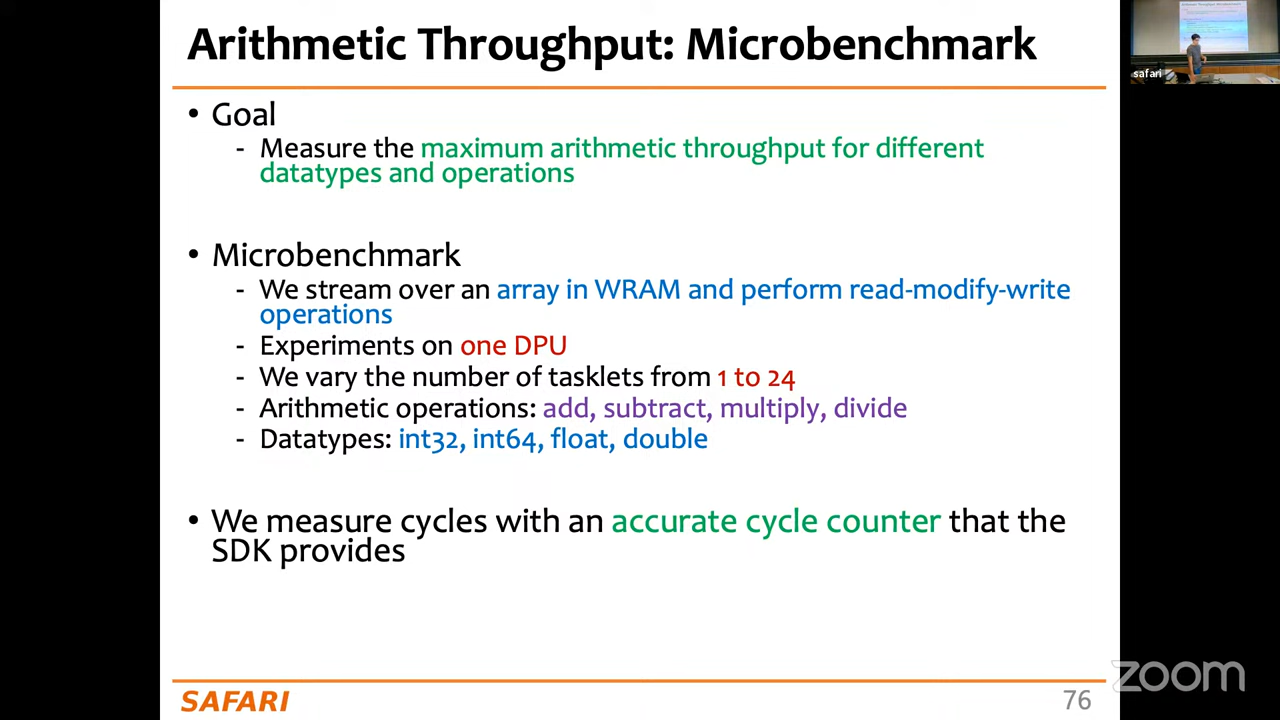 Arithmetic Throughput: Microbenchmark
• Goal
- Measure the maximum arithmetic throughput for different
datatypes and operations
• Microbenchmark
- We stream over an array in WRAM and perform read-modify-write
operations
- Experiments on one DPU
- We vary the number of tasklets from 1 to 24
- Arithmetic operations: add, subtract, multiply, divide
- Datatypes: int32, int64, float, double
• We measure cycles with an accurate cycle counter that the
SDK provides
SAFARI
76
safari
zoom